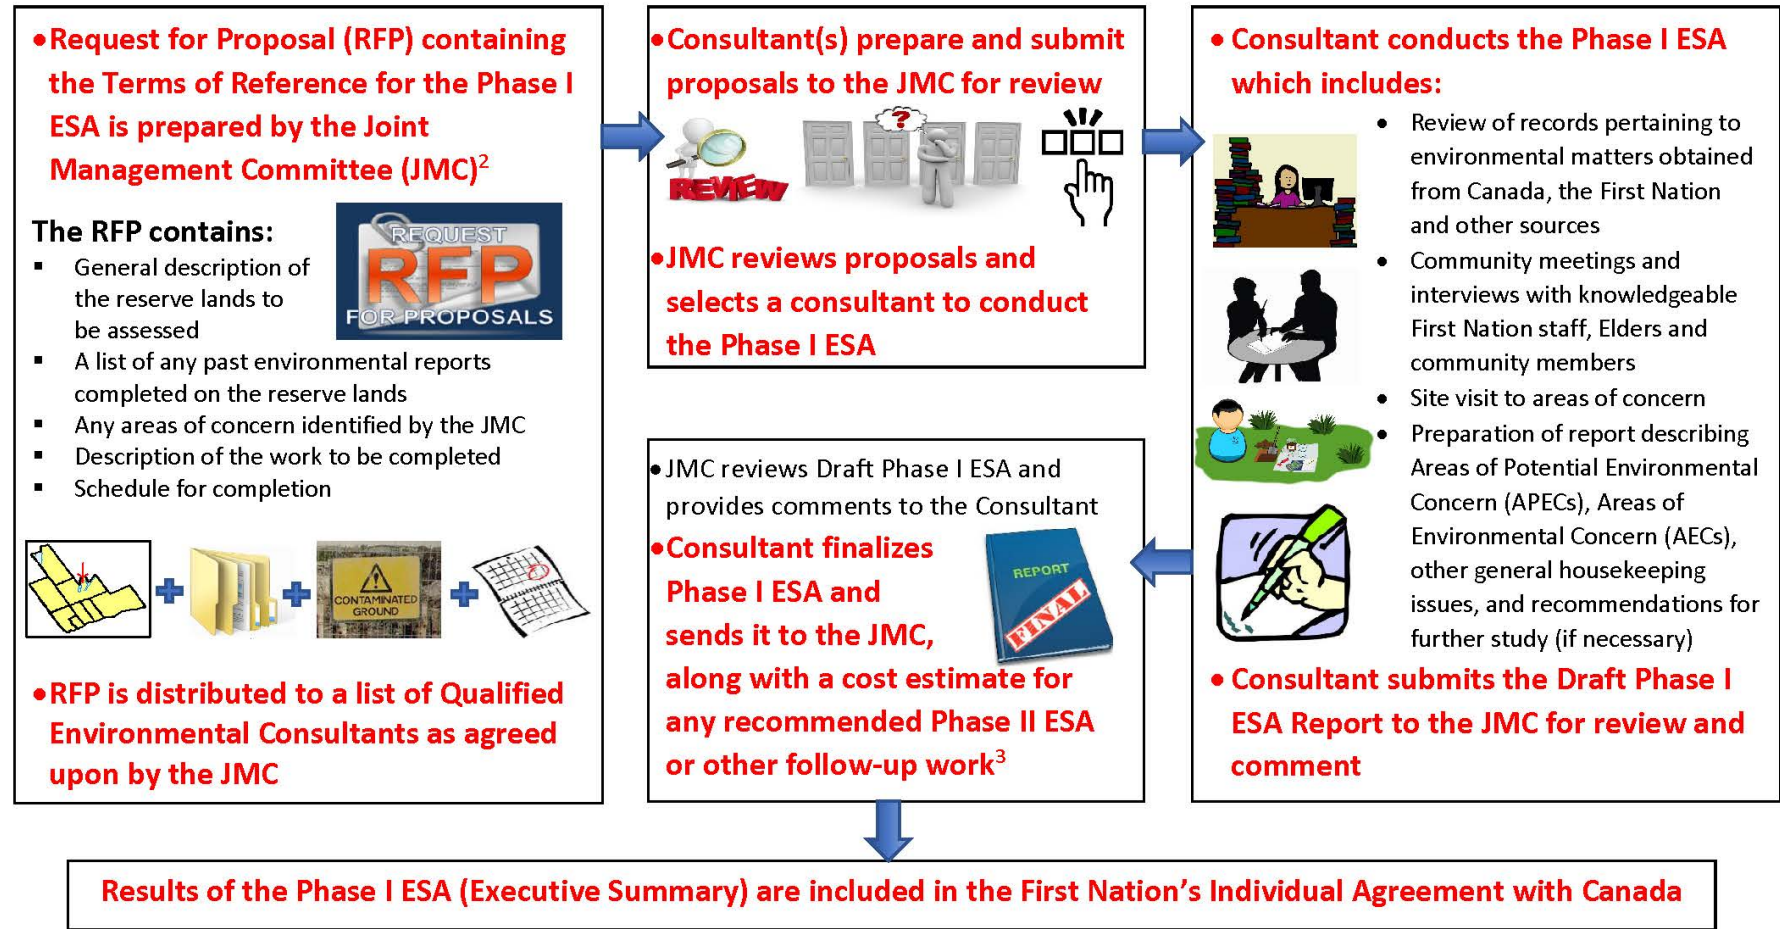 •Request for Proposal (RFP) containing
the Terms of Reference for the Phase I
ESA is prepared by the Joint
Management Committee (JMC)²
The RFP contains:
REQUEST
RFP
FOR PROPOSALS
▪ General description of
the reserve lands to
be assessed
▪ A list of any past environmental reports
completed on the reserve lands
▪ Any areas of concern identified by the JMC
▪ Description of the work to be completed
▪ Schedule for completion
CONTAMINATED
GROUND
•RFP is distributed to a list of Qualified
Environmental Consultants as agreed
upon by the JMC
•Consultant(s) prepare and submit
proposals to the JMC for review
?
REVIEW
•JMC reviews proposals and
selects a consultant to conduct
the Phase I ESA
• Consultant conducts the Phase I ESA
which includes:
• Review of records pertaining to
environmental matters obtained
from Canada, the First Nation
and other sources
• Community meetings and
interviews with knowledgeable
First Nation staff, Elders and
community members
• Site visit to areas of concern
• Preparation of report describing
Areas of Potential Environmental
Concern (APECs), Areas of
Environmental Concern (AECs),
other general housekeeping
issues, and recommendations for
further study (if necessary)
• Consultant submits the Draft Phase I
ESA Report to the JMC for review and
comment
•JMC reviews Draft Phase I ESA and
provides comments to the Consultant
•Consultant finalizes
Phase I ESA and
sends it to the JMC,
along with a cost estimate for
any recommended Phase II ESA
or other follow-up work³
REPORT
FINAL
Results of the Phase I ESA (Executive Summary) are included in the First Nation’s Individual Agreement with Canada